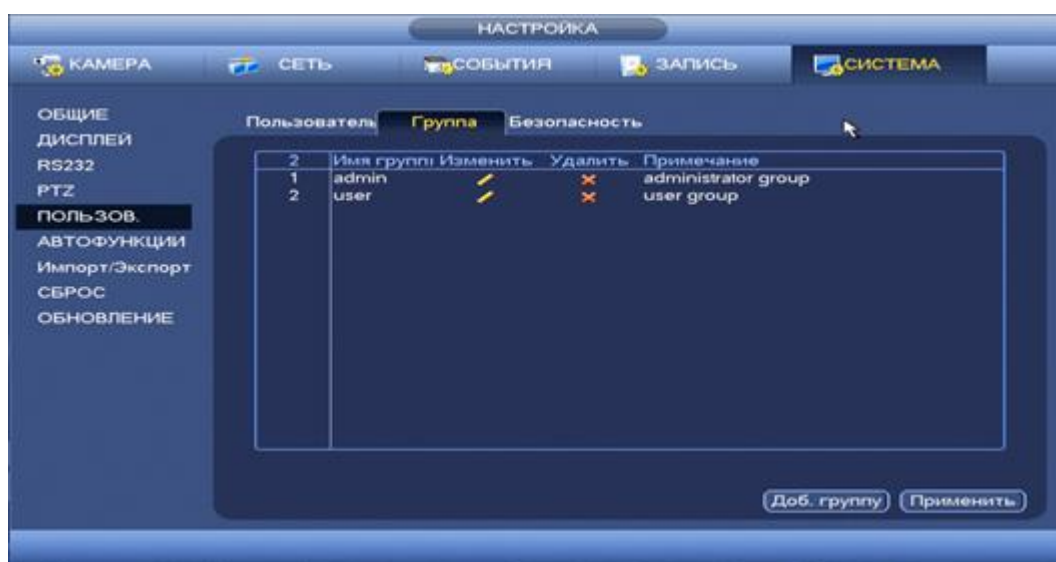 НАСТРОЙКА
КАМЕРА СЕТЬ СОБЫТИЯ ЗАПИСЬ СИСТЕМА
ОБЩИЕ
ДИСПЛЕЙ
RS232
PTZ
ПОЛЬЗОВ.
АВТОФУНКЦИИ
Импорт/Экспорт
СБРОС
ОБНОВЛЕНИЕ
Пользователь Группа Безопасность
2 Имя группы Изменить Удалить Примечание
1 admin administrator group
2 user user group
Доб. группу Применить